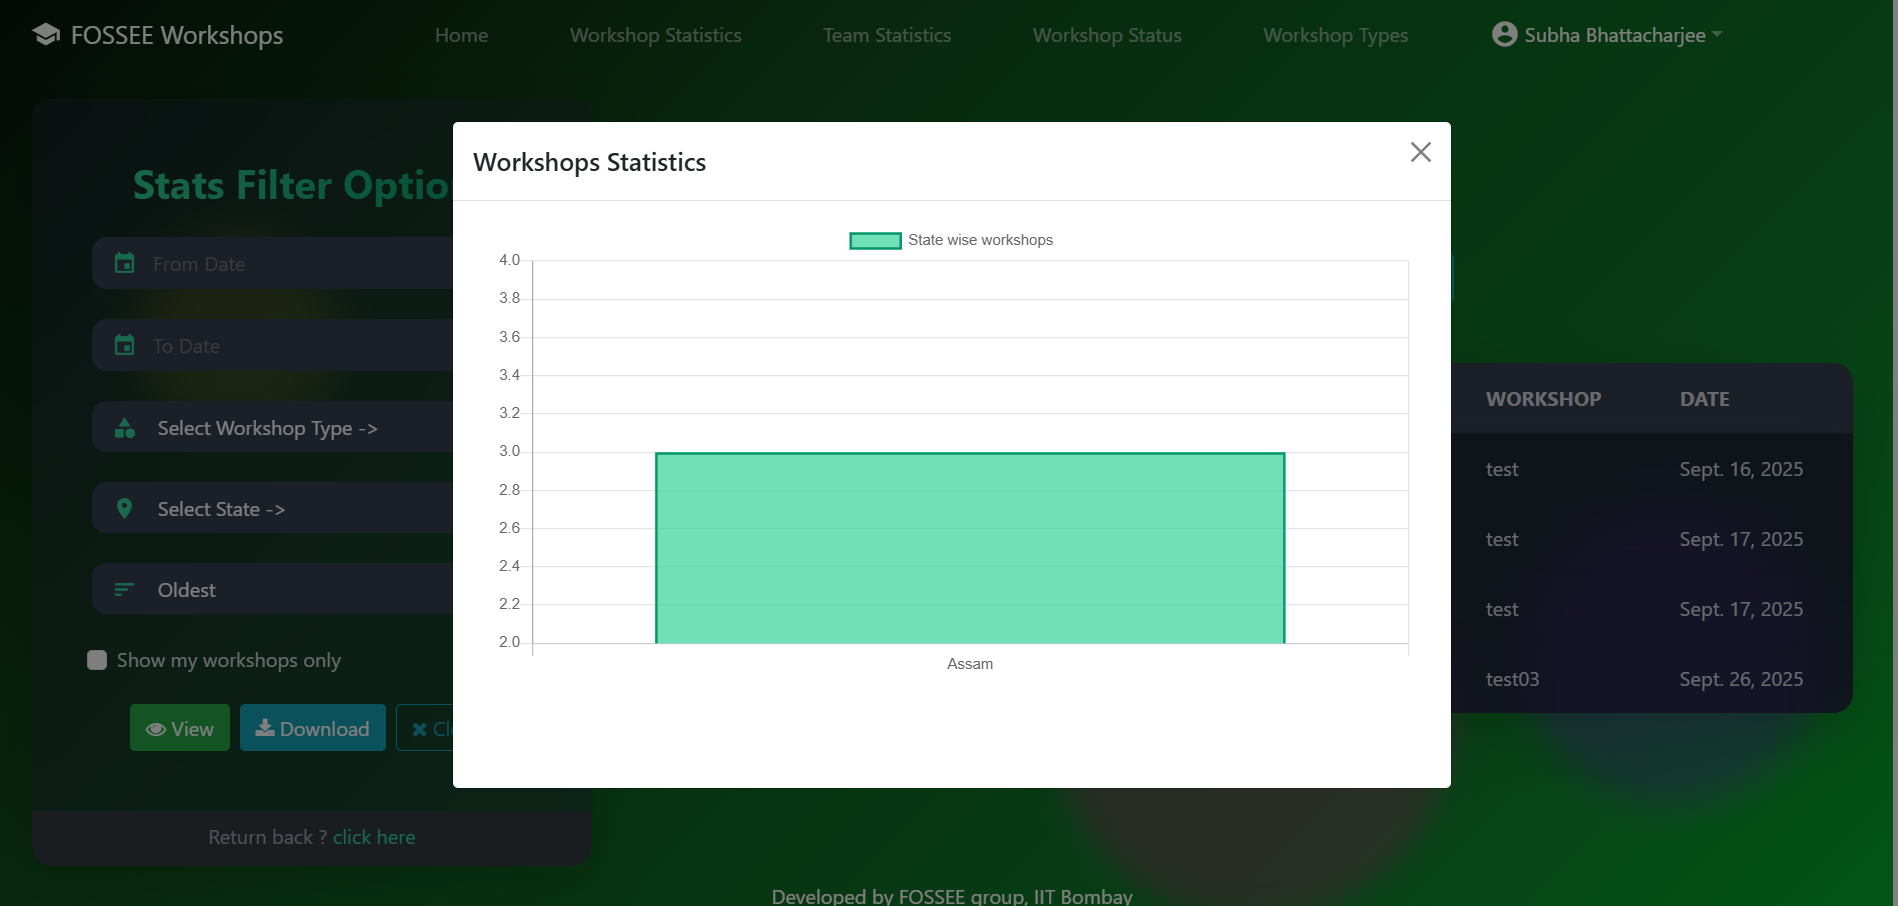 FOSSEE Workshops
Home
Workshop Statistics
Team Statistics
Workshop Status
Workshop Types
Subha Bhattacharjee
Stats Filter
From Date
To Date
Select Workshop Type ->
Select State ->
Oldest
Show my workshops only
View
Download
Return back ? click here
Workshops Statistics
State wise workshops
4.0
3.8
3.6
3.4
3.2
3.0
2.8
2.6
2.4
2.2
2.0
Assam
WORKSHOP DATE
test Sept. 16, 2025
test Sept. 17, 2025
test Sept. 17, 2025
test03 Sept. 26, 2025
Developed by FOSSEE group, IIT Bombay